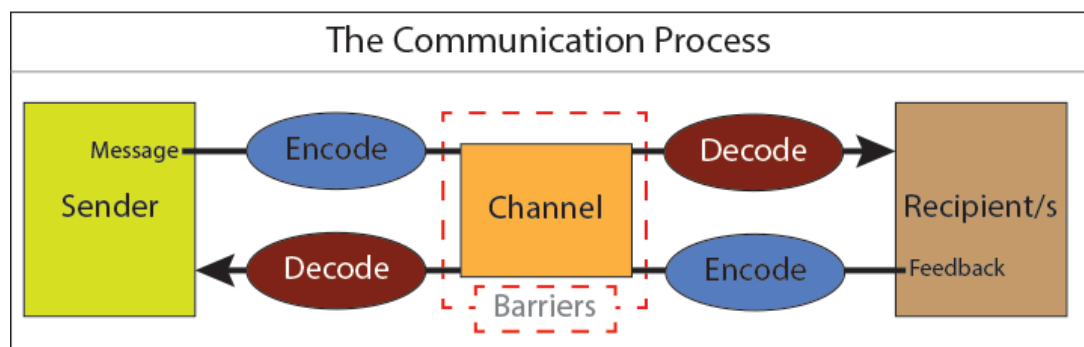 The Communication Process
Message
Encode
Decode
Sender
Channel
Recipient/s
Decode
Encode
Feedback
Barriers